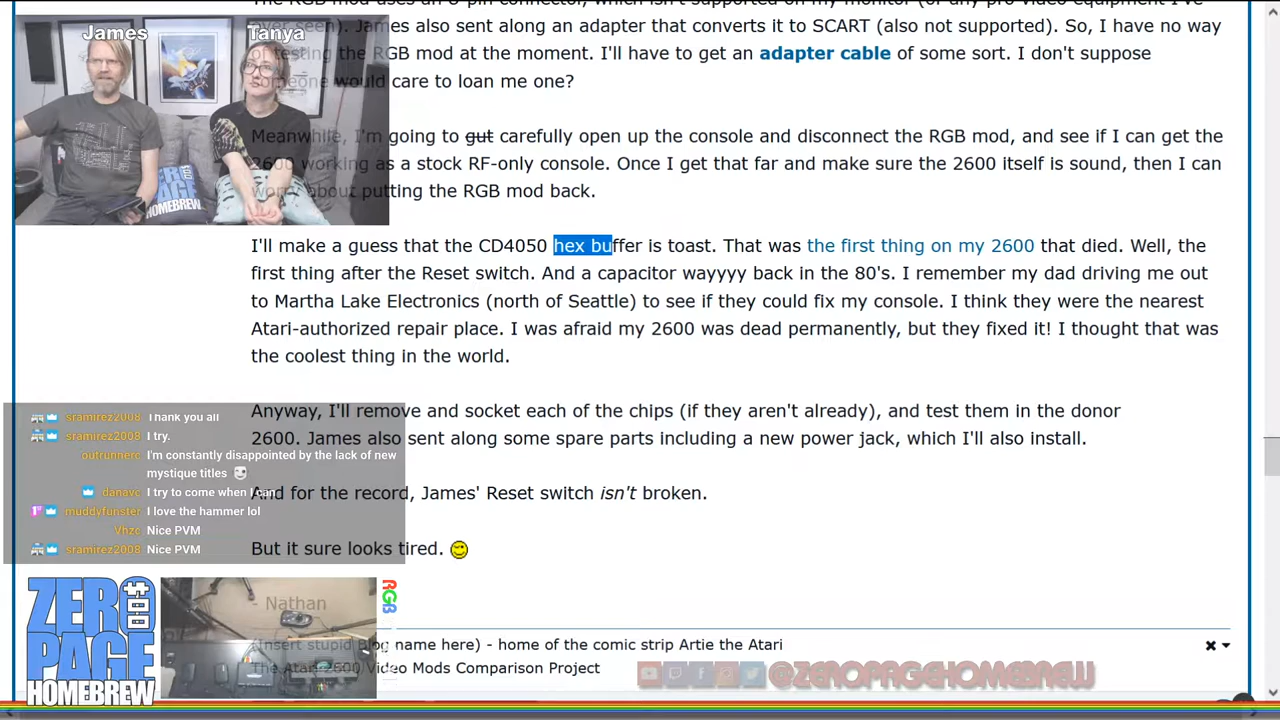 The RGB mod uses an 8-pin connector, which isn't supported on my monitor (or any pro video equipment I've
ever seen). James also sent along an adapter that converts it to SCART (also not supported). So, I have no way
of testing the RGB mod at the moment. I'll have to get an adapter cable of some sort. I don't suppose
someone would care to loan me one?
James
Tanya
ZERO
PAGE
HOMEBREW
Meanwhile, I'm going to gut carefully open up the console and disconnect the RGB mod, and see if I can get the
2600 working as a stock RF-only console. Once I get that far and make sure the 2600 itself is sound, then I can
worry about putting the RGB mod back.
I'll make a guess that the CD4050 hex buffer is toast. That was the first thing on my 2600 that died. Well, the
first thing after the Reset switch. And a capacitor wayyyy back in the 80's. I remember my dad driving me out
to Martha Lake Electronics (north of Seattle) to see if they could fix my console. I think they were the nearest
Atari-authorized repair place. I was afraid my 2600 was dead permanently, but they fixed it! I thought that was
the coolest thing in the world.
Anyway, I'll remove and socket each of the chips (if they aren't already), and test them in the donor
2600. James also sent along some spare parts including a new power jack, which I'll also install.
And for the record, James' Reset switch isn't broken.
But it sure looks tired.
sramirez2008 Thank you all
sramirez2008 I try.
outrunnerc I'm constantly disappointed by the lack of new
mystique titles
danavc I try to come when I can
muddyfunster I love the hammer lol
Vhzc Nice PVM
sramirez2008 Nice PVM
- Nathan
(Insert stupid Blog name here) - home of the comic strip Artie the Atari
The Atari 2600 Video Mods Comparison Project
ZERO
PAGE
HOMEBREW
RGB
@ZEROPAGEHOMEBREW